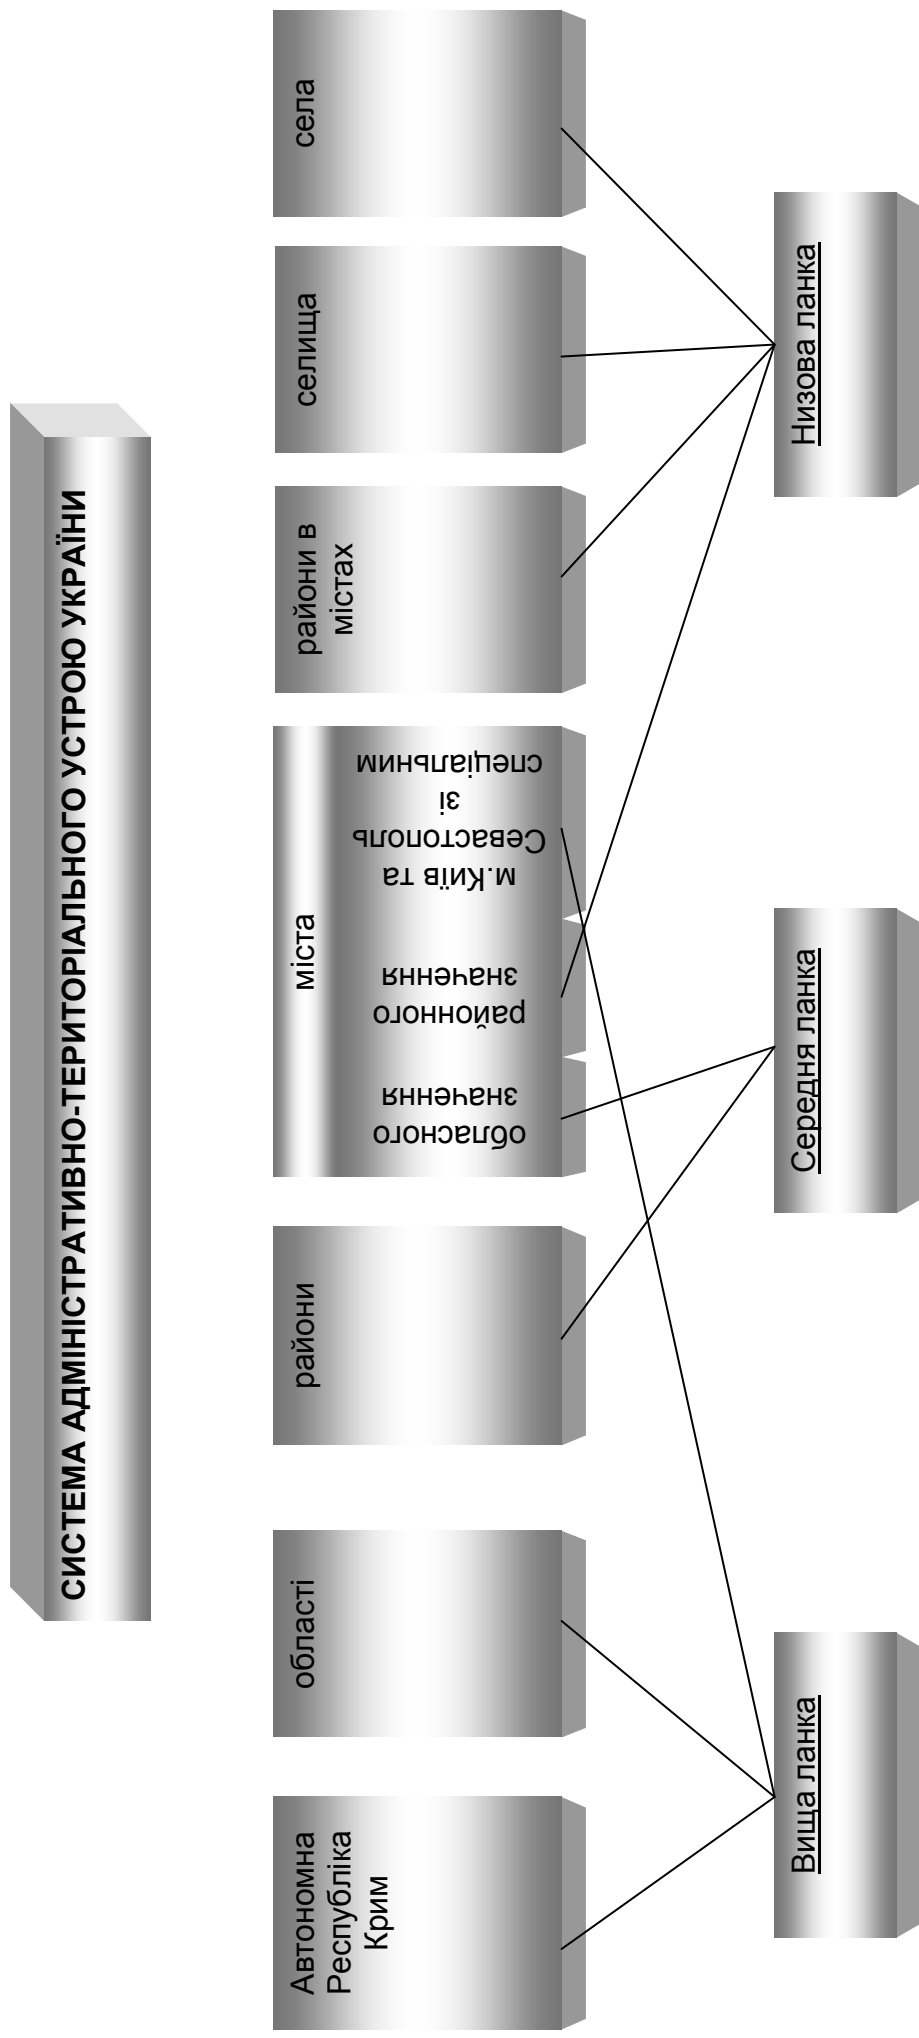 СИСТЕМА АДМІНІСТРАТИВНО-ТЕРИТОРІАЛЬНОГО УСТРОЮ УКРАЇНИ
Автономна
Республіка
Крим
області
райони
міста
обласного
значення
районного
значення
м.Київ та
Севастополь
зі
спеціальним
райони в
містах
селища
села
Вища ланка
Середня ланка
Низова ланка